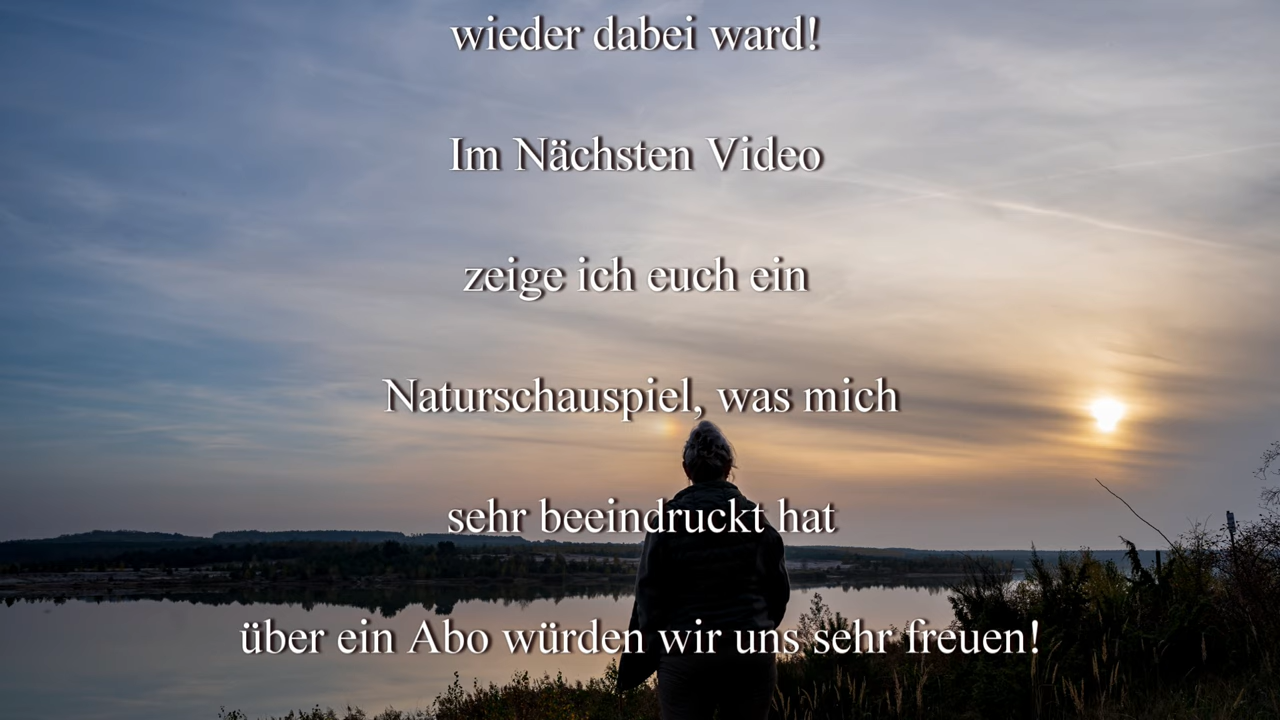 wieder dabei ward!
Im Nächsten Video
zeige ich euch ein
Naturschauspiel, was mich
sehr beeindruckt hat
über ein Abo würden wir uns sehr freuen!